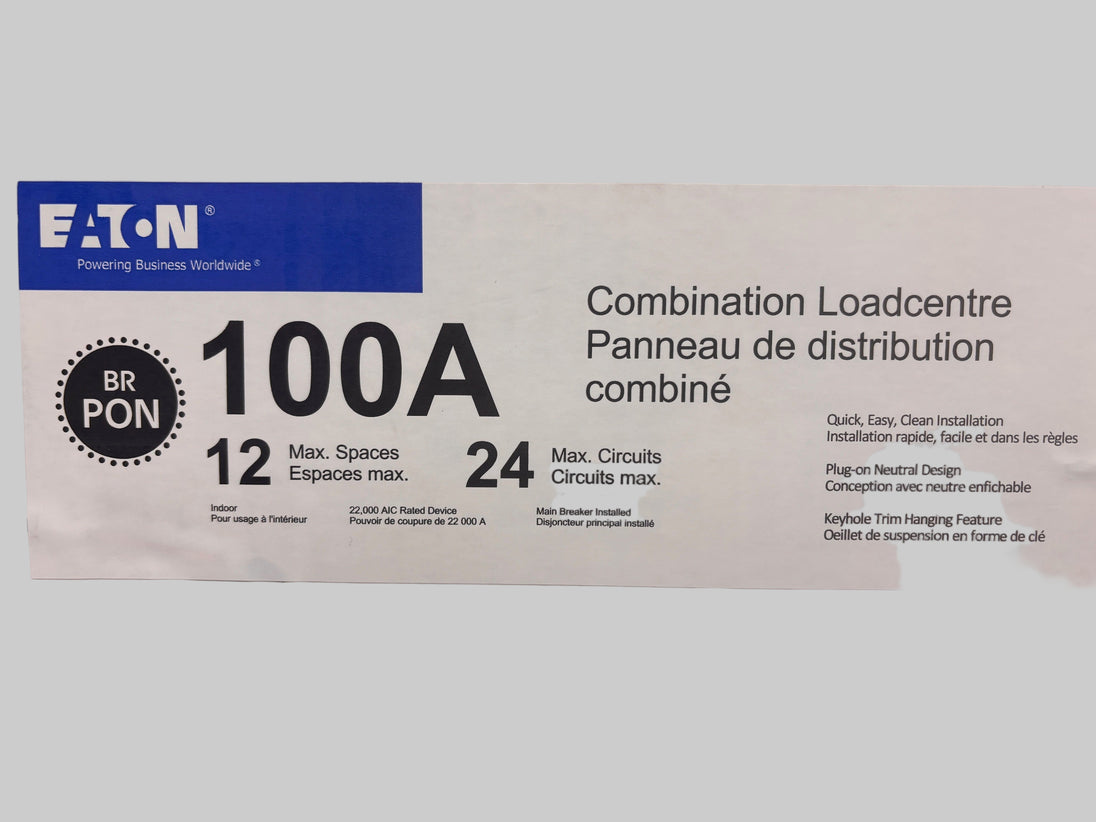 EATON®
Powering Business Worldwide®
BR
PON
100A
12
Max. Spaces
Espaces max.
24
Max. Circuits
Circuits max.
Indoor
Pour usage à l'intérieur
22,000 AIC Rated Device
Pouvoir de coupure de 22 000 A
Main Breaker Installed
Disjoncteur principal installé
Combination Loadcentre
Panneau de distribution
combiné
Quick, Easy, Clean Installation
Installation rapide, facile et dans les règles
Plug-on Neutral Design
Conception avec neutre enfichable
Keyhole Trim Hanging Feature
Oeillet de suspension en forme de clé